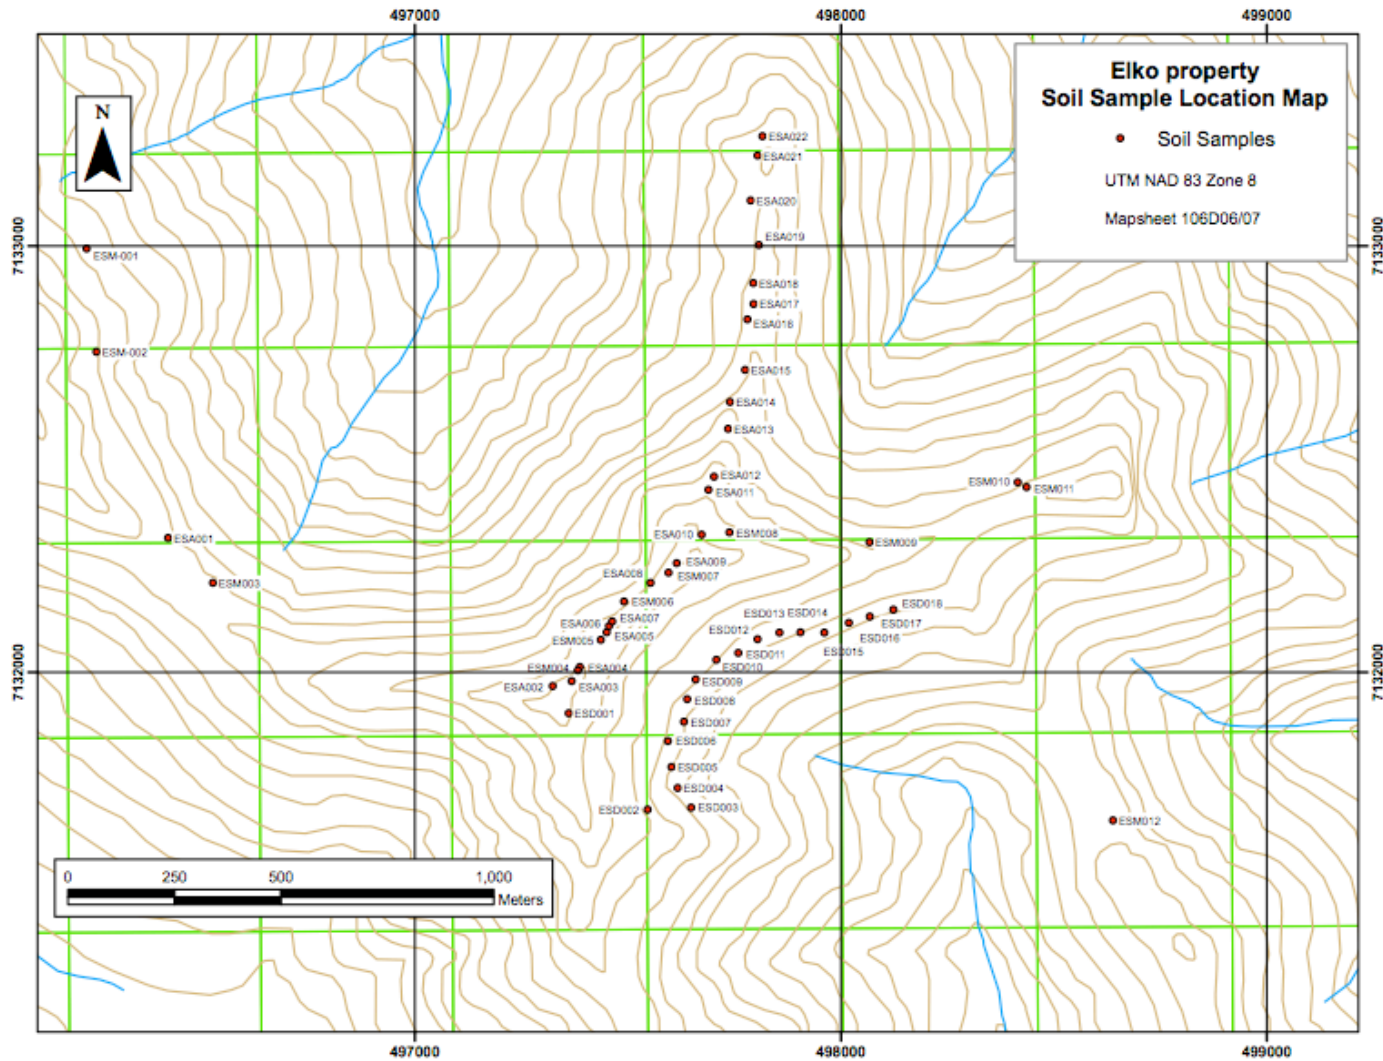 497000
498000
499000
Elko property
Soil Sample Location Map
Soil Samples
UTM NAD 83 Zone 8
Mapsheet 106D06/07
N
ESA022
ESA021
ESA020
7133000
ESA019
7133000
ESM-001
ESA018
ESA017
ESA016
ESM-002
ESA015
ESA014
ESA013
ESA012
ESM010
ESM011
ESA011
ESA001
ESA010
ESM008
ESM009
ESA009
ESA008
ESM007
ESM003
ESM006
ESD018
ESD013
ESD014
ESA007
ESD017
ESA006
ESD012
ESA005
ESD016
ESM005
ESD015
ESD011
ESD010
ESM004
ESA004
7132000
7132000
ESD009
ESA002
ESA003
ESD008
ESD001
ESD007
ESD006
ESD005
ESD004
ESD002
ESD003
ESM012
0
250
500
1,000
Meters
497000
498000
499000